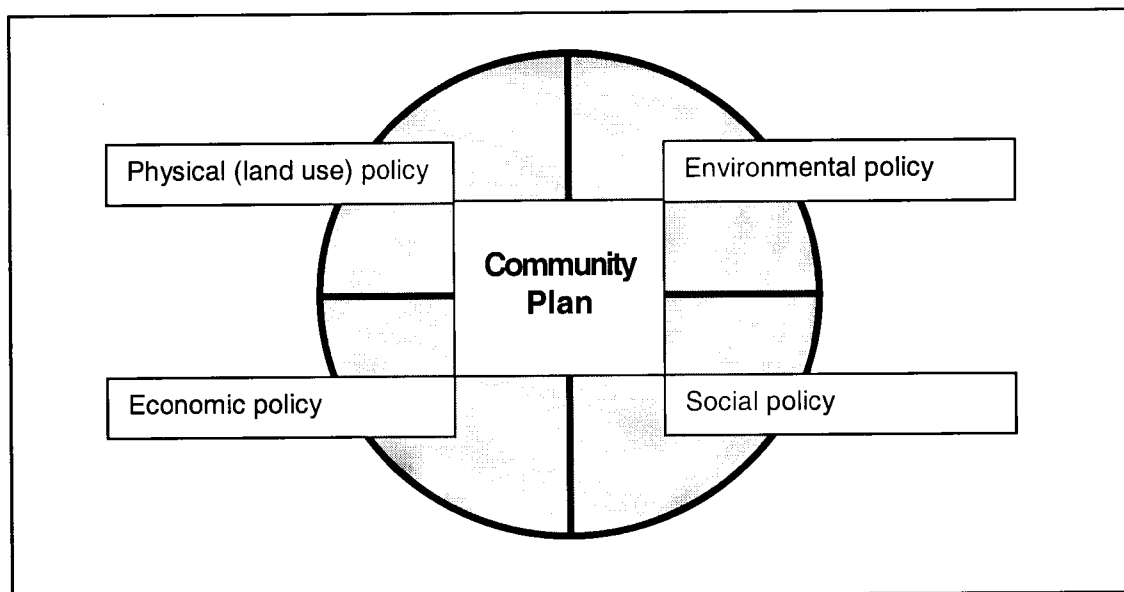 Physical (land use) policy
Environmental policy
Community
Plan
Economic policy
Social policy